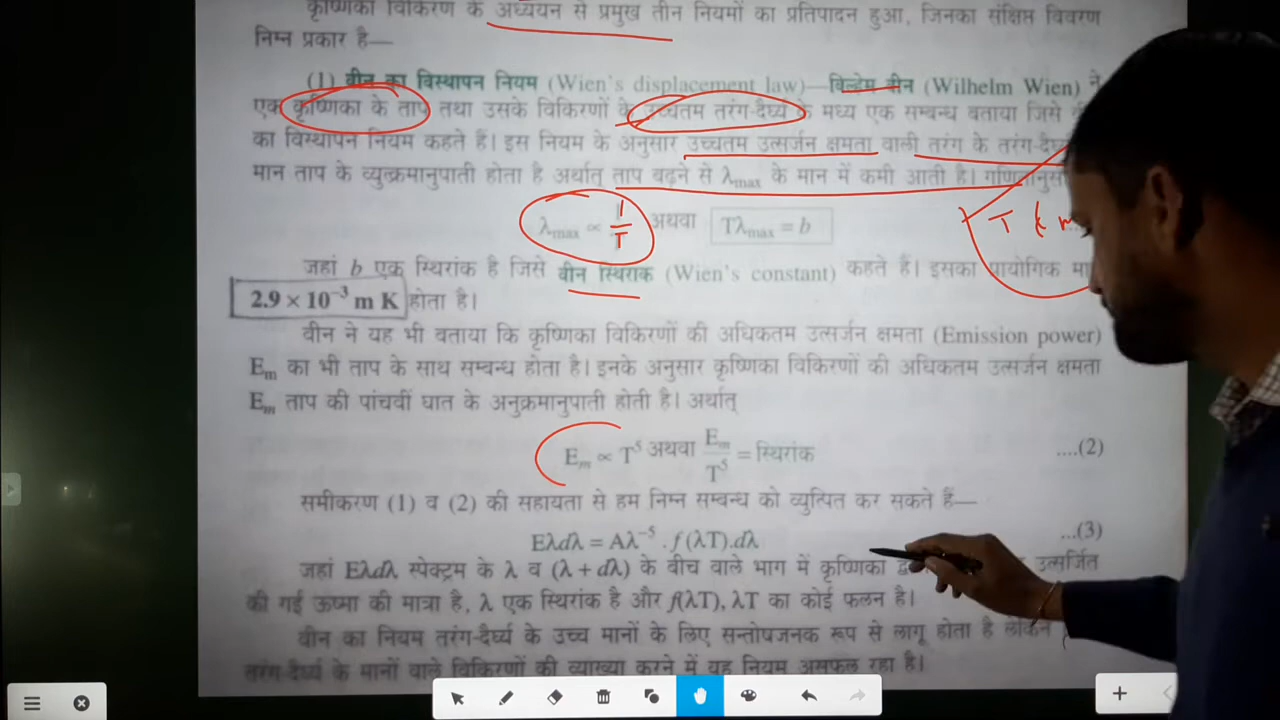 कृष्णिका विकिरण के अध्ययन से प्रमुख तीन नियमों का प्रतिपादन हुआ, जिनका संक्षिप्त विवरण
निम्न प्रकार है—
(1) वीन का विस्थापन नियम (Wien's displacement law)—विल्हेम वीन (Wilhelm Wien) ने
एक कृष्णिका के ताप तथा उसके विकिरणों के उच्चतम तरंग-दैर्घ्य के मध्य एक सम्बन्ध बताया जिसे
का विस्थापन नियम कहते हैं। इस नियम के अनुसार उच्चतम उत्सर्जन क्षमता वाली तरंग के
मान ताप के व्युत्क्रमानुपाती होता है अर्थात् ताप बढ़ने से λmax के मान में कमी आती है।
λmax ∝ 1/T अथवा Tλmax = b
T
जहां b एक स्थिरांक है जिसे वीन स्थिरांक (Wien's constant) कहते हैं। इसका प्रायोगिक
2.9 × 10⁻³ m K होता है।
वीन ने यह भी बताया कि कृष्णिका विकिरणों की अधिकतम उत्सर्जन क्षमता (Emission power)
Em का भी ताप के साथ सम्बन्ध होता है। इनके अनुसार कृष्णिका विकिरणों की अधिकतम उत्सर्जन क्षमता
Em ताप की पांचवीं घात के अनुक्रमानुपाती होती है। अर्थात्
Em ∝ T⁵ अथवा Em/T⁵ = स्थिरांक ....(2)
समीकरण (1) व (2) की सहायता से हम निम्न सम्बन्ध को व्युत्पित कर सकते हैं—
Eλdλ = Aλ⁻⁵ . f(λT).dλ ...(3)
जहां Eλdλ स्पेक्ट्रम के λ व (λ + dλ) के बीच वाले भाग में कृष्णिका उत्सर्जित
की गई ऊष्मा की मात्रा है, λ एक स्थिरांक है और f(λT), λT का कोई फलन है।
वीन का नियम तरंग-दैर्घ्य के उच्च मानों के लिए सन्तोषजनक रूप से लागू होता है लेकिन
तरंग-दैर्घ्य के मानों वाले विकिरणों की व्याख्या करने में यह नियम असफल रहा है।